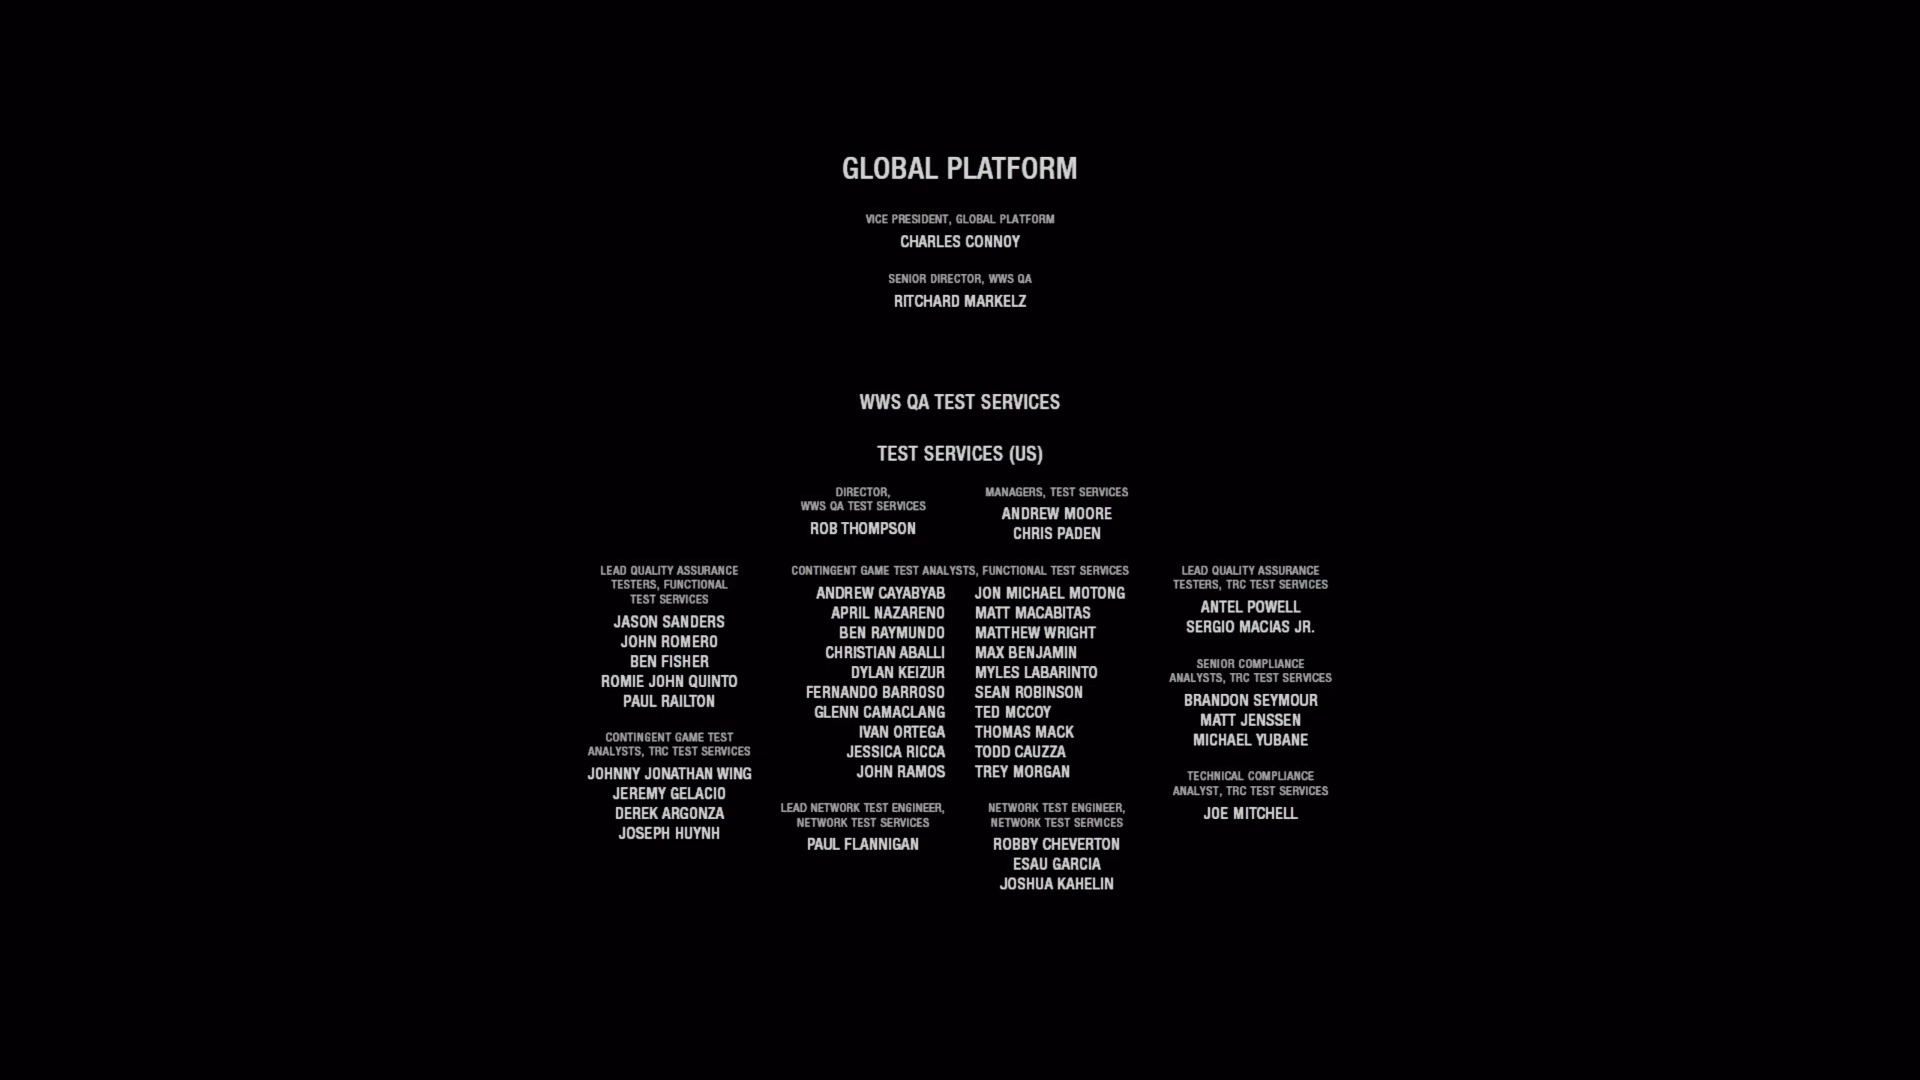 GLOBAL PLATFORM
VICE PRESIDENT, GLOBAL PLATFORM
CHARLES CONNOY
SENIOR DIRECTOR, WWS QA
RITCHARD MARKELZ
WWS QA TEST SERVICES
TEST SERVICES (US)
DIRECTOR,
WWS QA TEST SERVICES
ROB THOMPSON
MANAGERS, TEST SERVICES
ANDREW MOORE
CHRIS PADEN
LEAD QUALITY ASSURANCE
TESTERS, FUNCTIONAL
TEST SERVICES
JASON SANDERS
JOHN ROMERO
BEN FISHER
ROMIE JOHN QUINTO
PAUL RAILTON
CONTINGENT GAME TEST
ANALYSTS, TRC TEST SERVICES
JOHNNY JONATHAN WING
JEREMY GELACIO
DEREK ARGONZA
JOSEPH HUYNH
CONTINGENT GAME TEST ANALYSTS, FUNCTIONAL TEST SERVICES
ANDREW CAYABYAB
APRIL NAZARENO
BEN RAYMUNDO
CHRISTIAN ABALLI
DYLAN KEIZUR
FERNANDO BARROSO
GLENN CAMACLANG
IVAN ORTEGA
JESSICA RICCA
JOHN RAMOS
JON MICHAEL MOTONG
MATT MACABITAS
MATTHEW WRIGHT
MAX BENJAMIN
MYLES LABARINTO
SEAN ROBINSON
TED MCCOY
THOMAS MACK
TODD CAUZZA
TREY MORGAN
LEAD NETWORK TEST ENGINEER,
NETWORK TEST SERVICES
PAUL FLANNIGAN
NETWORK TEST ENGINEER,
NETWORK TEST SERVICES
ROBBY CHEVERTON
ESAU GARCIA
JOSHUA KAHELIN
LEAD QUALITY ASSURANCE
TESTERS, TRC TEST SERVICES
ANTEL POWELL
SERGIO MACIAS JR.
SENIOR COMPLIANCE
ANALYSTS, TRC TEST SERVICES
BRANDON SEYMOUR
MATT JENSSEN
MICHAEL YUBANE
TECHNICAL COMPLIANCE
ANALYST, TRC TEST SERVICES
JOE MITCHELL